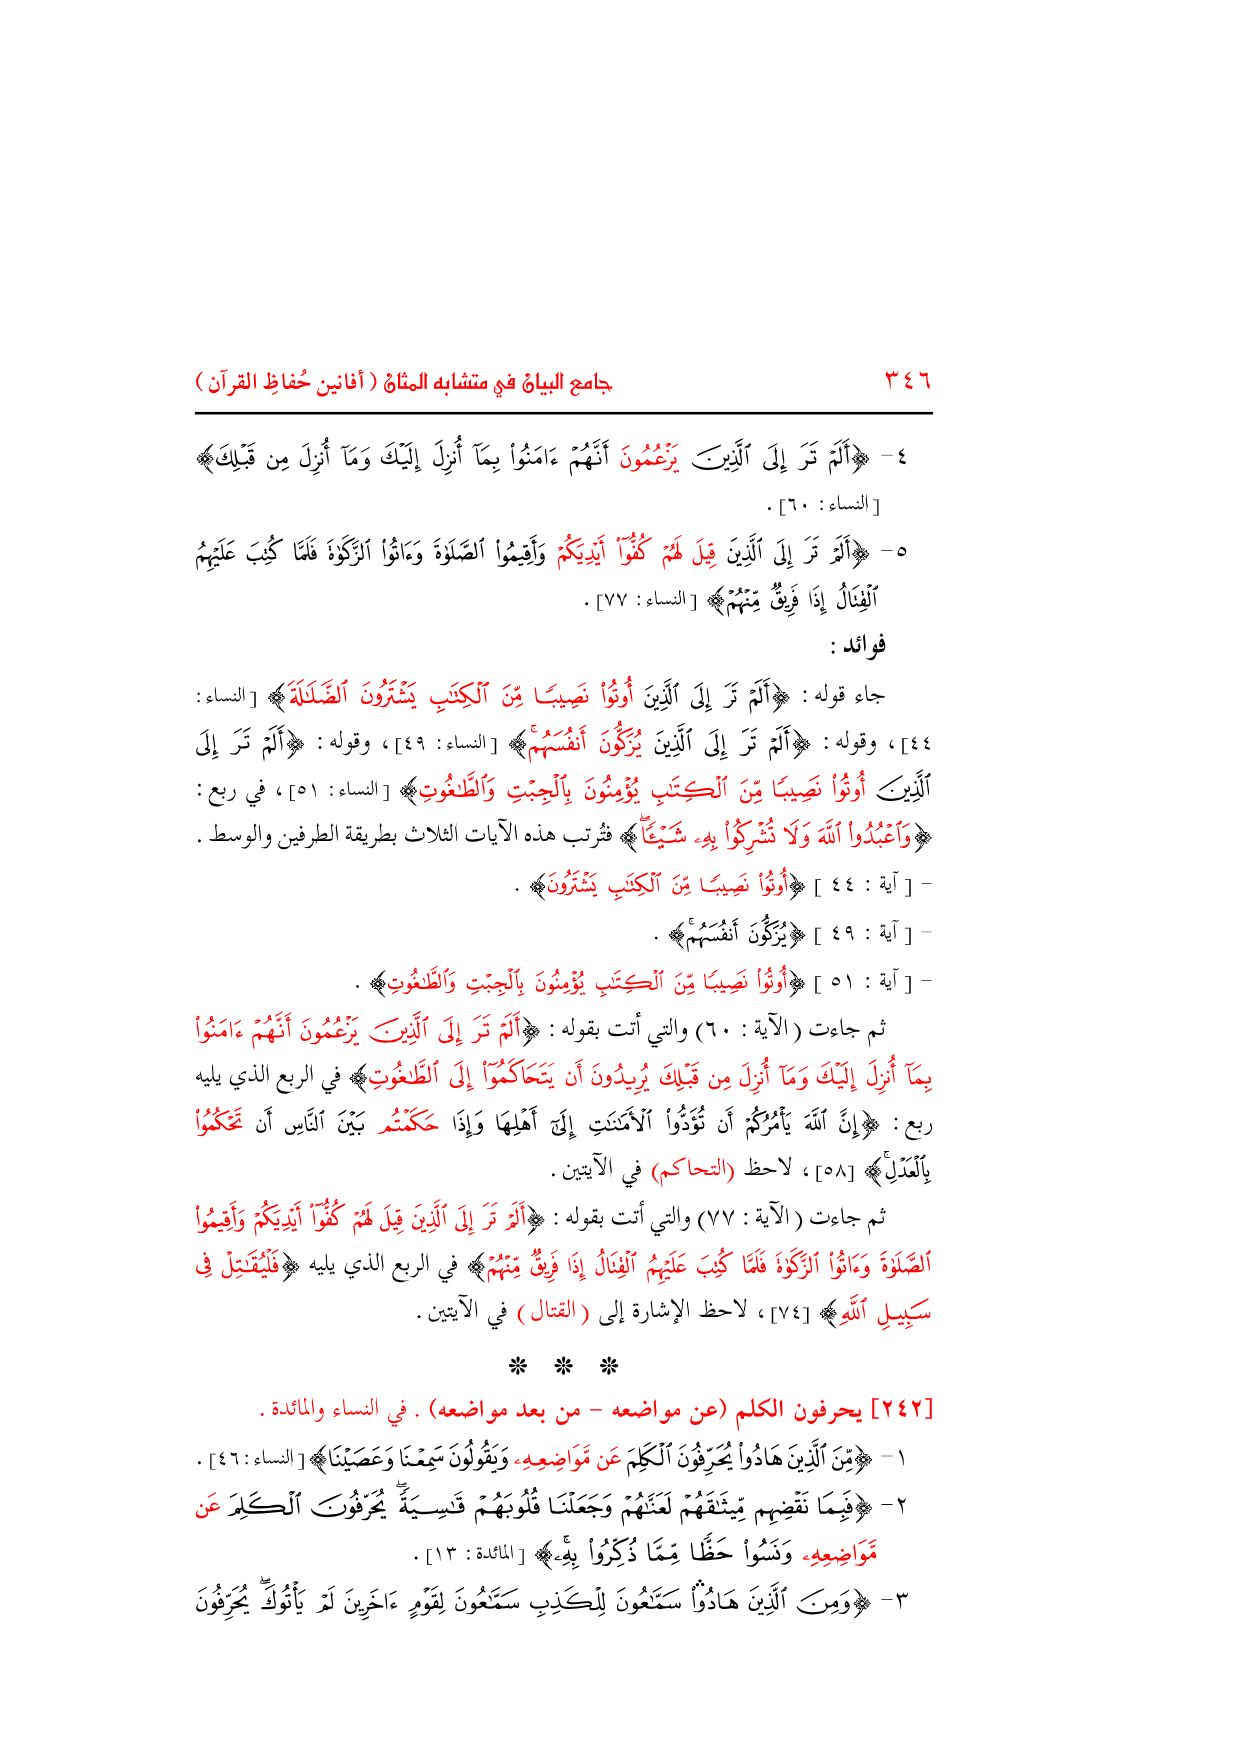 ٣٤٦ جامع البيان في متشابه المثان ( أفانين حُفاظِ القرآن )
٤- ﴿أَلَمْ تَرَ إِلَى ٱلَّذِينَ يَزْعُمُونَ أَنَّهُمْ ءَامَنُوا۟ بِمَآ أُنزِلَ إِلَيْكَ وَمَآ أُنزِلَ مِن قَبْلِكَ﴾
[النساء: ٦٠] .
٥- ﴿أَلَمْ تَرَ إِلَى ٱلَّذِينَ قِيلَ لَهُمْ كُفُّوٓا۟ أَيْدِيَكُمْ وَأَقِيمُوا۟ ٱلصَّلَوٰةَ وَءَاتُوا۟ ٱلزَّكَوٰةَ فَلَمَّا كُتِبَ عَلَيْهِمُ
ٱلْقِتَالُ إِذَا فَرِيقٌ مِّنْهُمْ﴾ [النساء: ٧٧] .
فوائد :
جاء قوله : ﴿أَلَمْ تَرَ إِلَى ٱلَّذِينَ أُوتُوا۟ نَصِيبًا مِّنَ ٱلْكِتَٰبِ يَشْتَرُونَ ٱلضَّلَٰلَةَ﴾ [النساء:
٤٤]، وقوله : ﴿أَلَمْ تَرَ إِلَى ٱلَّذِينَ يُزَكُّونَ أَنفُسَهُم ۚ﴾ [النساء: ٤٩]، وقوله : ﴿أَلَمْ تَرَ إِلَى
ٱلَّذِينَ أُوتُوا۟ نَصِيبًا مِّنَ ٱلْكِتَٰبِ يُؤْمِنُونَ بِٱلْجِبْتِ وَٱلطَّٰغُوتِ﴾ [النساء: ٥١]، في ربع :
﴿وَٱعْبُدُوا۟ ٱللَّهَ وَلَا تُشْرِكُوا۟ بِهِۦ شَيْـًٔا ۖ﴾ فتُرتب هذه الآيات الثلاث بطريقة الطرفين والوسط .
- [ آية : ٤٤ ] ﴿أُوتُوا۟ نَصِيبًا مِّنَ ٱلْكِتَٰبِ يَشْتَرُونَ﴾ .
- [ آية : ٤٩ ] ﴿يُزَكُّونَ أَنفُسَهُم ۚ﴾ .
- [ آية : ٥١ ] ﴿أُوتُوا۟ نَصِيبًا مِّنَ ٱلْكِتَٰبِ يُؤْمِنُونَ بِٱلْجِبْتِ وَٱلطَّٰغُوتِ﴾ .
ثم جاءت (الآية : ٦٠) والتي أتت بقوله : ﴿أَلَمْ تَرَ إِلَى ٱلَّذِينَ يَزْعُمُونَ أَنَّهُمْ ءَامَنُوا۟
بِمَآ أُنزِلَ إِلَيْكَ وَمَآ أُنزِلَ مِن قَبْلِكَ يُرِيدُونَ أَن يَتَحَاكَمُوٓا۟ إِلَى ٱلطَّٰغُوتِ﴾ في الربع الذي يليه
ربع : ﴿إِنَّ ٱللَّهَ يَأْمُرُكُمْ أَن تُؤَدُّوا۟ ٱلْأَمَٰنَٰتِ إِلَىٰٓ أَهْلِهَا وَإِذَا حَكَمْتُم بَيْنَ ٱلنَّاسِ أَن تَحْكُمُوا۟
بِٱلْعَدْلِ ۚ﴾ [٥٨]، لاحظ (التحاكم) في الآيتين .
ثم جاءت (الآية : ٧٧) والتي أتت بقوله : ﴿أَلَمْ تَرَ إِلَى ٱلَّذِينَ قِيلَ لَهُمْ كُفُّوٓا۟ أَيْدِيَكُمْ وَأَقِيمُوا۟
ٱلصَّلَوٰةَ وَءَاتُوا۟ ٱلزَّكَوٰةَ فَلَمَّا كُتِبَ عَلَيْهِمُ ٱلْقِتَالُ إِذَا فَرِيقٌ مِّنْهُمْ﴾ في الربع الذي يليه ﴿فَلْيُقَٰتِلْ فِى
سَبِيلِ ٱللَّهِ﴾ [٧٤]، لاحظ الإشارة إلى (القتال) في الآيتين .
❋ ❋ ❋
[٢٤٢] يحرفون الكلم (عن مواضعه - من بعد مواضعه) . في النساء والمائدة .
١- ﴿مِّنَ ٱلَّذِينَ هَادُوا۟ يُحَرِّفُونَ ٱلْكَلِمَ عَن مَّوَاضِعِهِۦ وَيَقُولُونَ سَمِعْنَا وَعَصَيْنَا﴾ [النساء:٤٦] .
٢- ﴿فَبِمَا نَقْضِهِم مِّيثَٰقَهُمْ لَعَنَّٰهُمْ وَجَعَلْنَا قُلُوبَهُمْ قَٰسِيَةً ۖ يُحَرِّفُونَ ٱلْكَلِمَ عَن
مَّوَاضِعِهِۦ وَنَسُوا۟ حَظًّا مِّمَّا ذُكِّرُوا۟ بِهِۦ ۚ﴾ [المائدة: ١٣] .
٣- ﴿وَمِنَ ٱلَّذِينَ هَادُوا۟ ۛ سَمَّٰعُونَ لِلْكَذِبِ سَمَّٰعُونَ لِقَوْمٍ ءَاخَرِينَ لَمْ يَأْتُوكَ ۖ يُحَرِّفُونَ